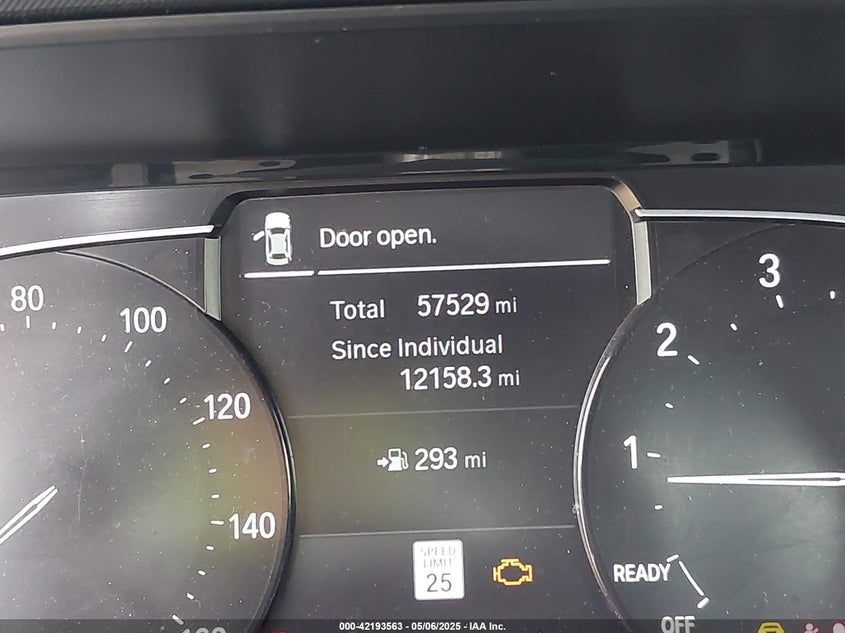 Door open.
Total 57529 mi
Since Individual
12158.3 mi
293 mi
SPEED
LIMIT
25
80
100
120
140
3
2
1
READY
OFF
000-42193563 - 05/06/2025 - IAA Inc.